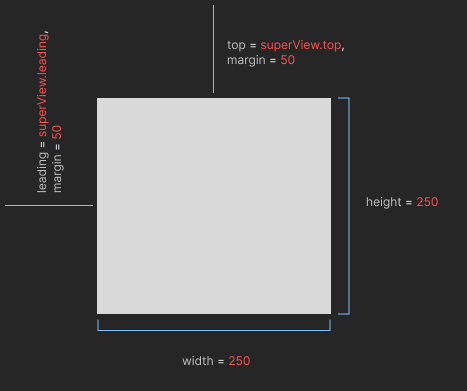 top = superView.top,
margin = 50
leading = superView.leading,
margin = 50
height = 250
width = 250